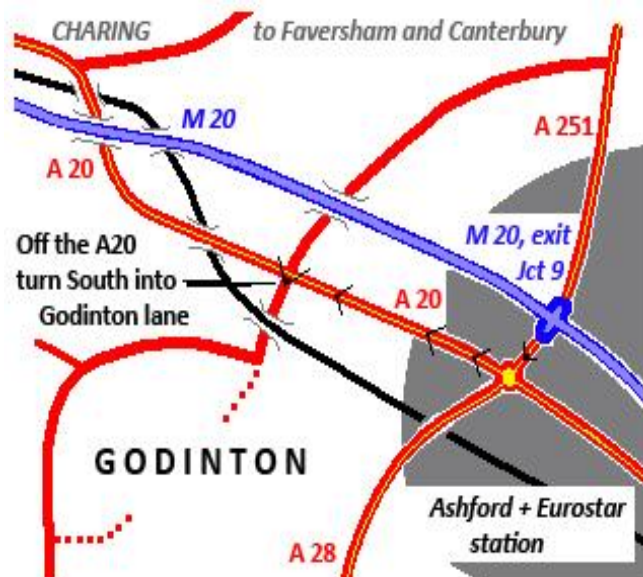 CHARING to Faversham and Canterbury
M 20
A 251
A 20
M 20, exit
Jct 9
Off the A20
turn South into
Godinton lane
A 20
GODINTON
Ashford + Eurostar
station
A 28